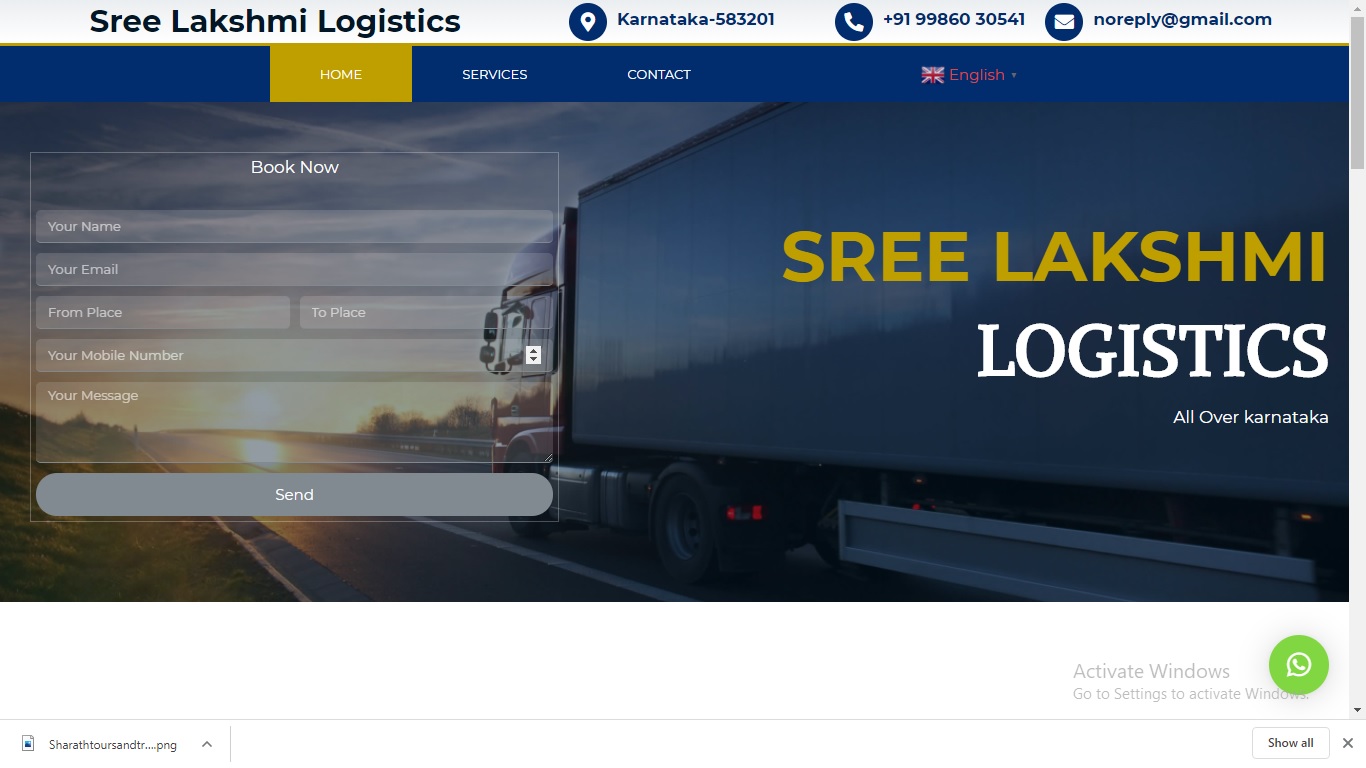 Sree Lakshmi Logistics
Karnataka-583201
+91 99860 30541
noreply@gmail.com
HOME
SERVICES
CONTACT
English
Book Now
Your Name
Your Email
From Place
To Place
Your Mobile Number
Your Message
Send
SREE LAKSHMI
LOGISTICS
All Over karnataka
Activate Windows
Go to Settings to activate Windows.
Sharathtoursandtr....png
Show all